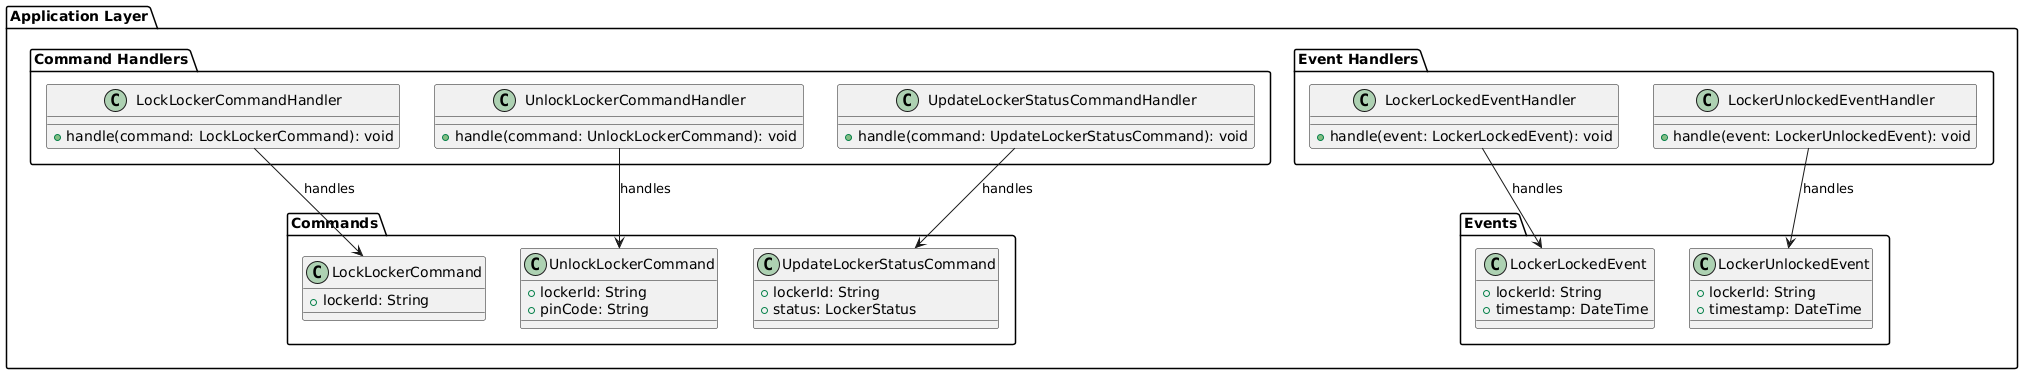 Application Layer
Command Handlers
C LockLockerCommandHandler
handle(command: LockLockerCommand): void
C UnlockLockerCommandHandler
handle(command: UnlockLockerCommand): void
C UpdateLockerStatusCommandHandler
handle(command: UpdateLockerStatusCommand): void
Event Handlers
C LockerLockedEventHandler
handle(event: LockerLockedEvent): void
C LockerUnlockedEventHandler
handle(event: LockerUnlockedEvent): void
handles
handles
handles
handles
handles
Commands
C LockLockerCommand
lockerId: String
C UnlockLockerCommand
lockerId: String
pinCode: String
C UpdateLockerStatusCommand
lockerId: String
status: LockerStatus
Events
C LockerLockedEvent
lockerId: String
timestamp: DateTime
C LockerUnlockedEvent
lockerId: String
timestamp: DateTime